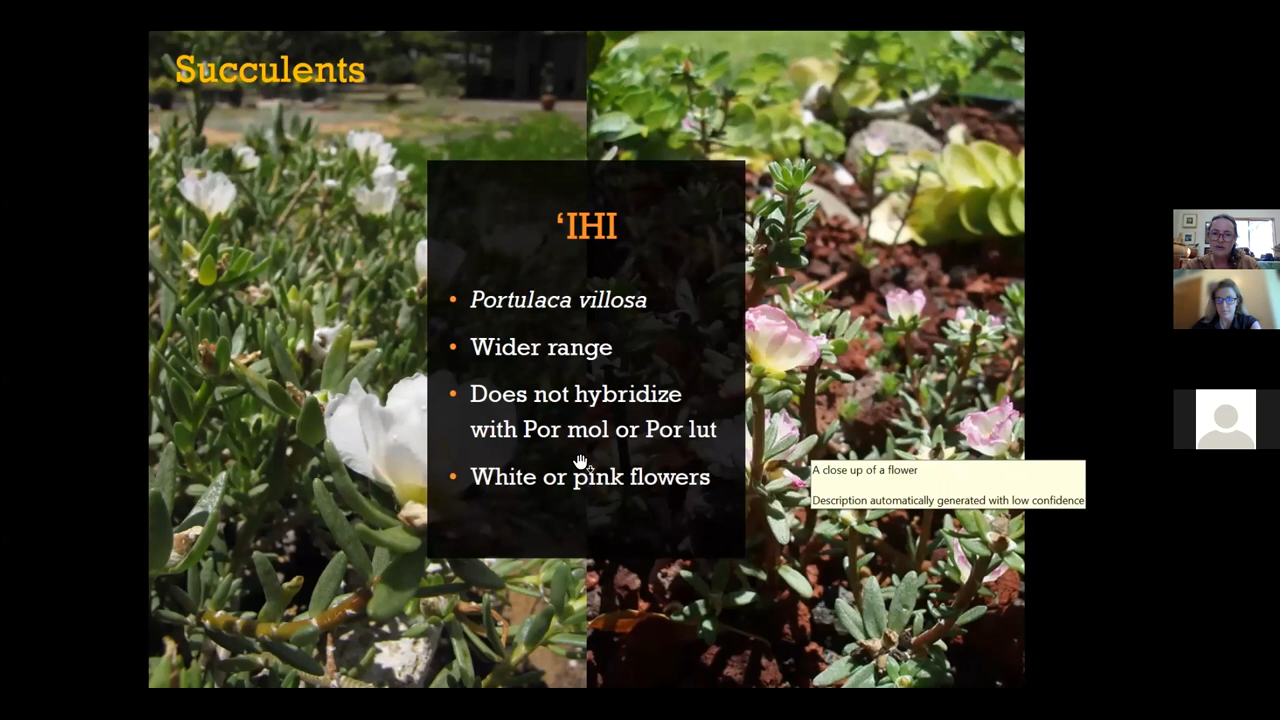 Succulents
‘IHI
• Portulaca villosa
• Wider range
• Does not hybridize
with Por mol or Por lut
• White or pink flowers
A close up of a flower
Description automatically generated with low confidence